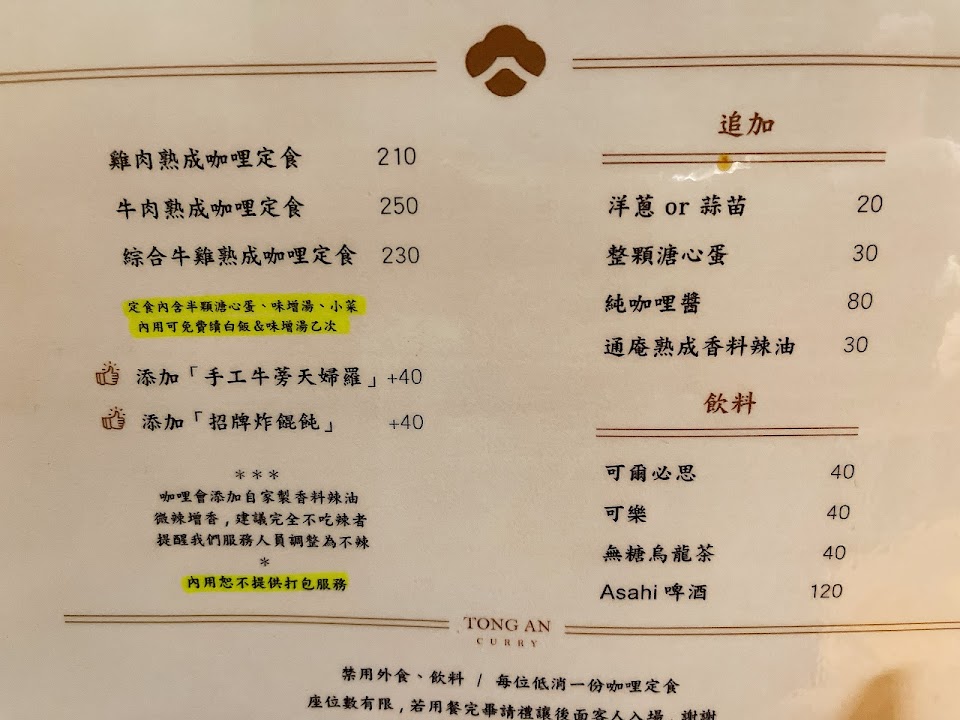 雞肉熟成咖哩定食 210
牛肉熟成咖哩定食 250
綜合牛雞熟成咖哩定食 230
定食內含半顆溏心蛋、味增湯、小菜
內用可免費續白飯&味增湯乙次
添加「手工牛蒡天婦羅」+40
添加「招牌炸餛飩」 +40
***
咖哩會添加自家製香料辣油
微辣增香,建議完全不吃辣者
提醒我們服務人員調整為不辣
*
內用恕不提供打包服務
追加
洋蔥 or 蒜苗 20
整顆溏心蛋 30
純咖哩醬 80
通庵熟成香料辣油 30
飲料
可爾必思 40
可樂 40
無糖烏龍茶 40
Asahi 啤酒 120
TONG AN
CURRY
禁用外食、飲料 / 每位低消一份咖哩定食
座位數有限,若用餐完畢請禮讓後面客人入場,謝謝